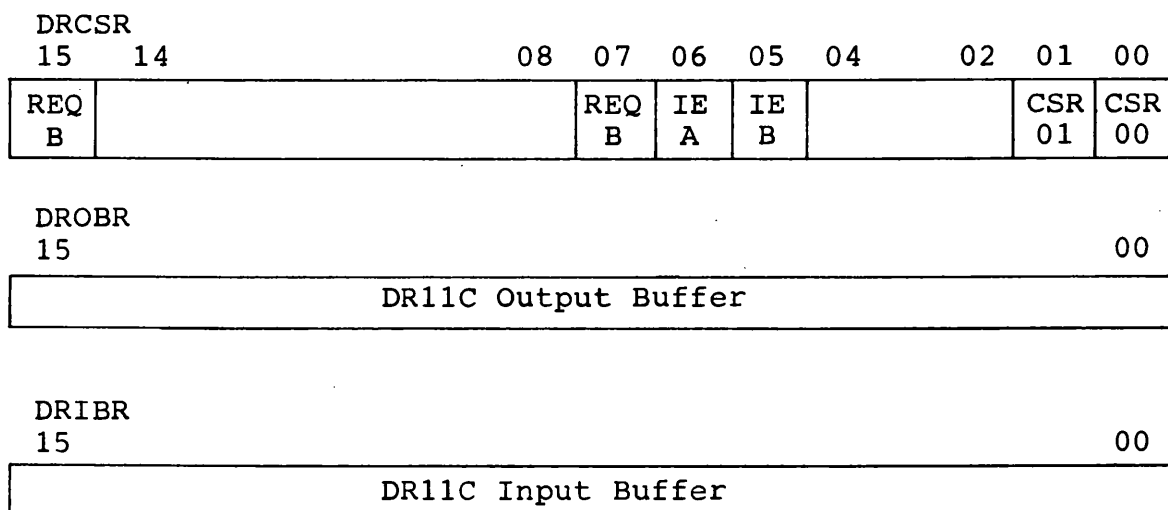 DRCSR
15 14 08 07 06 05 04 02 01 00
REQ REQ IE IE CSR CSR
B B A B 01 00
DROBR
15 00
DR11C Output Buffer
DRIBR
15 00
DR11C Input Buffer